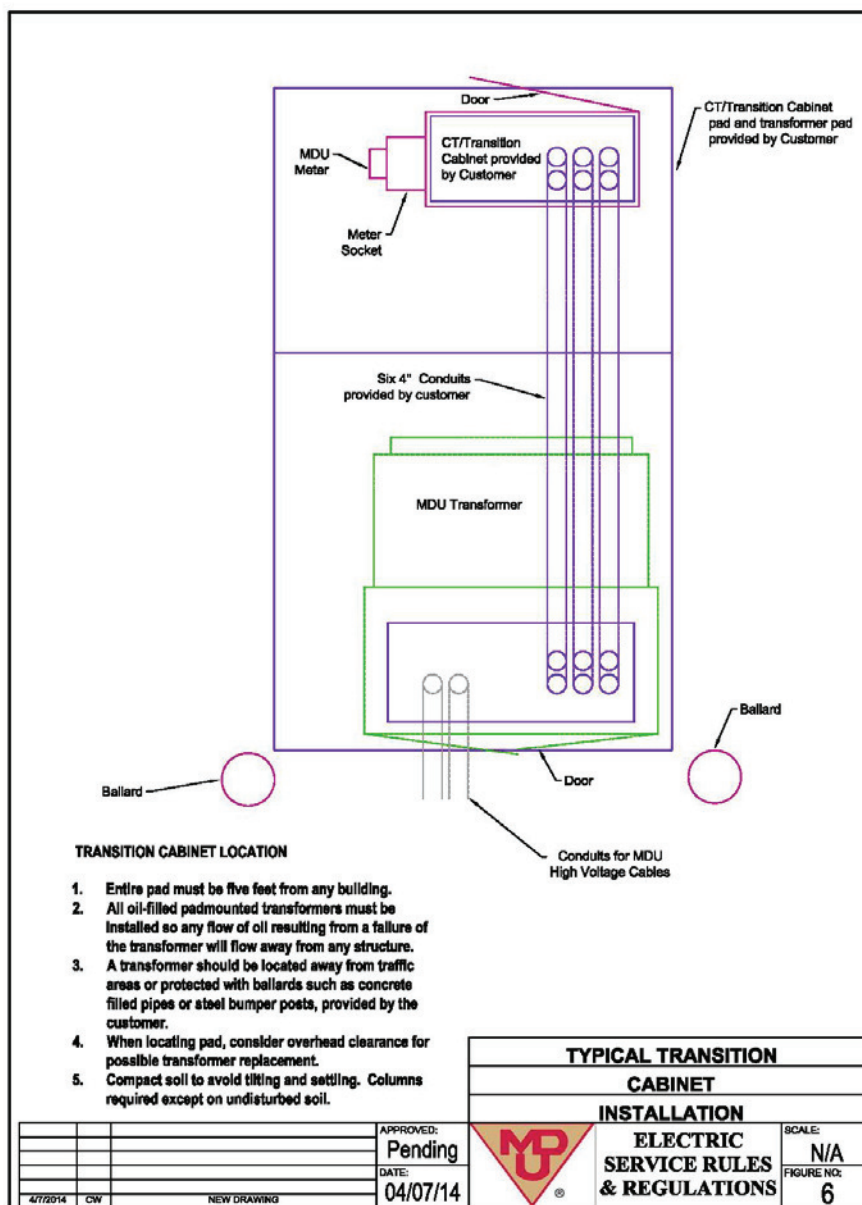 Door
CT/Transition Cabinet
pad and transformer pad
provided by Customer
CT/Transition
Cabinet provided
by Customer
MDU
Meter
Meter
Socket
Six 4" Conduits
provided by customer
MDU Transformer
Ballard
Door
Ballard
Conduits for MDU
High Voltage Cables
TRANSITION CABINET LOCATION
1. Entire pad must be five feet from any building.
2. All oil-filled padmounted transformers must be
installed so any flow of oil resulting from a failure of
the transformer will flow away from any structure.
3. A transformer should be located away from traffic
areas or protected with ballards such as concrete
filled pipes or steel bumper posts, provided by the
customer.
4. When locating pad, consider overhead clearance for
possible transformer replacement.
5. Compact soil to avoid tilting and settling. Columns
required except on undisturbed soil.
TYPICAL TRANSITION
CABINET
INSTALLATION
APPROVED:
Pending
DATE:
04/07/14
4/7/2014 CW NEW DRAWING
MDU
®
ELECTRIC
SERVICE RULES
& REGULATIONS
SCALE:
N/A
FIGURE NO:
6